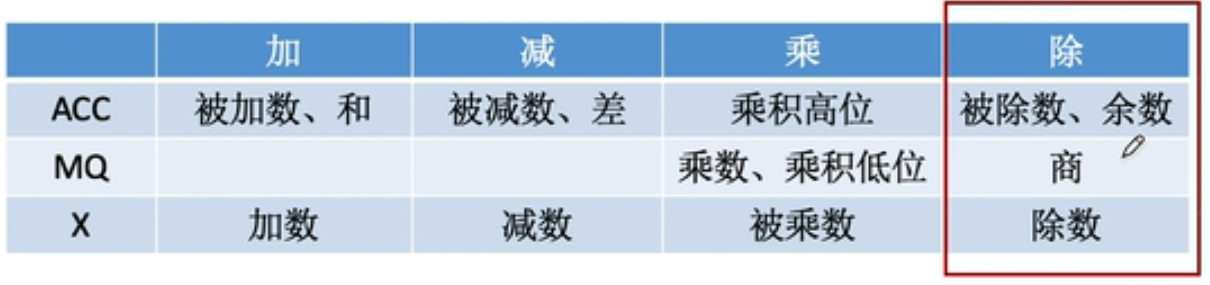 加 减 乘 除
ACC 被加数、和 被减数、差 乘积高位 被除数、余数
MQ 乘数、乘积低位 商
X 加数 减数 被乘数 除数